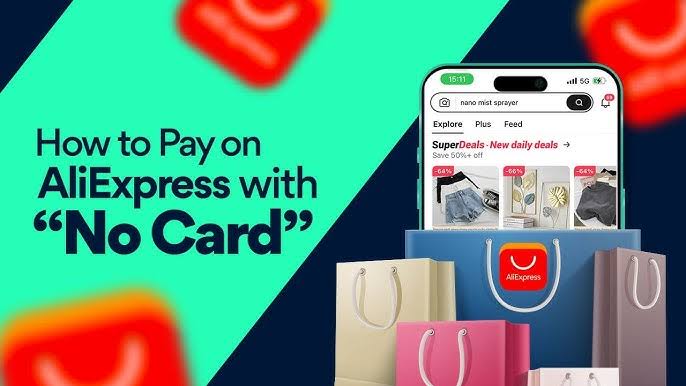 How to Pay on
AliExpress with
“No Card”
15:11
5G
nano mist sprayer
Explore Plus Feed
SuperDeals · New daily deals →
Save 50%+ off
-64% -66% -64%
AliExpress